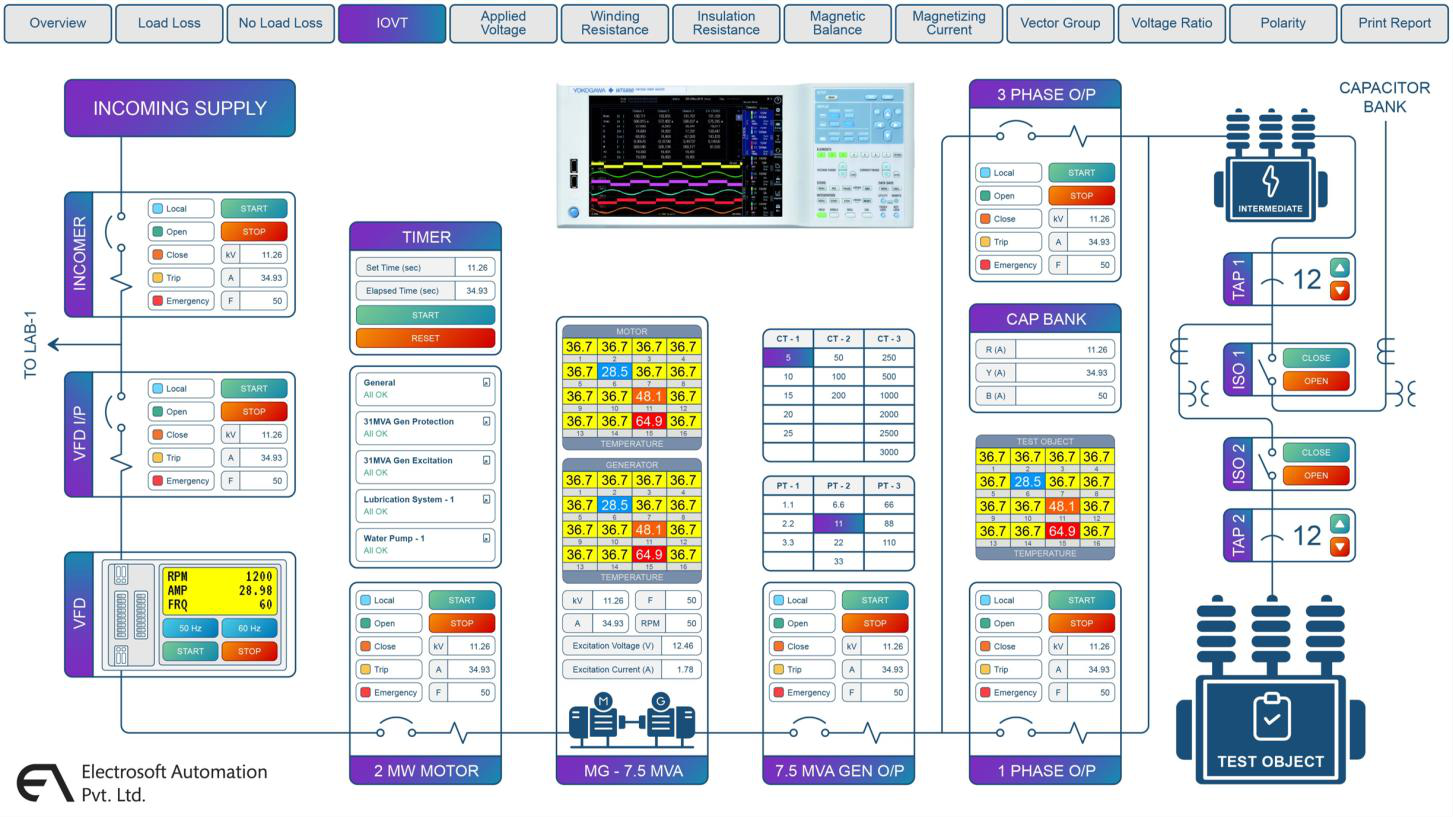 Overview
Load Loss
No Load Loss
IOVT
Applied
Voltage
Winding
Resistance
Insulation
Resistance
Magnetic
Balance
Magnetizing
Current
Vector Group
Voltage Ratio
Polarity
Print Report
INCOMING SUPPLY
INCOMER
Local START
Open STOP
Close kV 11.26
Trip A 34.93
Emergency F 50
TO LAB-1
VFD I/P
Local START
Open STOP
Close kV 11.26
Trip A 34.93
Emergency F 50
VFD
RPM 1200
AMP 28.98
FRQ 60
50 Hz 60 Hz
START STOP
Electrosoft Automation
Pvt. Ltd.
TIMER
Set Time (sec) 11.26
Elapsed Time (sec) 34.93
START
RESET
General
All OK
31MVA Gen Protection
All OK
31MVA Gen Excitation
All OK
Lubrication System - 1
All OK
Water Pump - 1
All OK
Local START
Open STOP
Close kV 11.26
Trip A 34.93
Emergency F 50
2 MW MOTOR
YOKOGAWA WT5000
MOTOR
36.7 36.7 36.7 36.7
1 2 3 4
36.7 28.5 36.7 36.7
5 6 7 8
36.7 36.7 48.1 36.7
9 10 11 12
36.7 36.7 64.9 36.7
13 14 15 16
TEMPERATURE
GENERATOR
36.7 36.7 36.7 36.7
1 2 3 4
36.7 28.5 36.7 36.7
5 6 7 8
36.7 36.7 48.1 36.7
9 10 11 12
36.7 36.7 64.9 36.7
13 14 15 16
TEMPERATURE
kV 11.26 F 50
A 34.93 RPM 50
Excitation Voltage (V) 12.46
Excitation Current (A) 1.78
M G
MG - 7.5 MVA
CT - 1 CT - 2 CT - 3
5 50 250
10 100 500
15 200 1000
20 2000
25 2500
3000
PT - 1 PT - 2 PT - 3
1.1 6.6 66
2.2 11 88
3.3 22 110
33
Local START
Open STOP
Close kV 11.26
Trip A 34.93
Emergency F 50
7.5 MVA GEN O/P
3 PHASE O/P
Local START
Open STOP
Close kV 11.26
Trip A 34.93
Emergency F 50
CAP BANK
R (A) 11.26
Y (A) 34.93
B (A) 50
TEST OBJECT
36.7 36.7 36.7 36.7
1 2 3 4
36.7 28.5 36.7 36.7
5 6 7 8
36.7 36.7 48.1 36.7
9 10 11 12
36.7 36.7 64.9 36.7
13 14 15 16
TEMPERATURE
Local START
Open STOP
Close kV 11.26
Trip A 34.93
Emergency F 50
1 PHASE O/P
CAPACITOR
BANK
INTERMEDIATE
TAP 1 12
ISO 1
CLOSE
OPEN
ISO 2
CLOSE
OPEN
TAP 2 12
TEST OBJECT